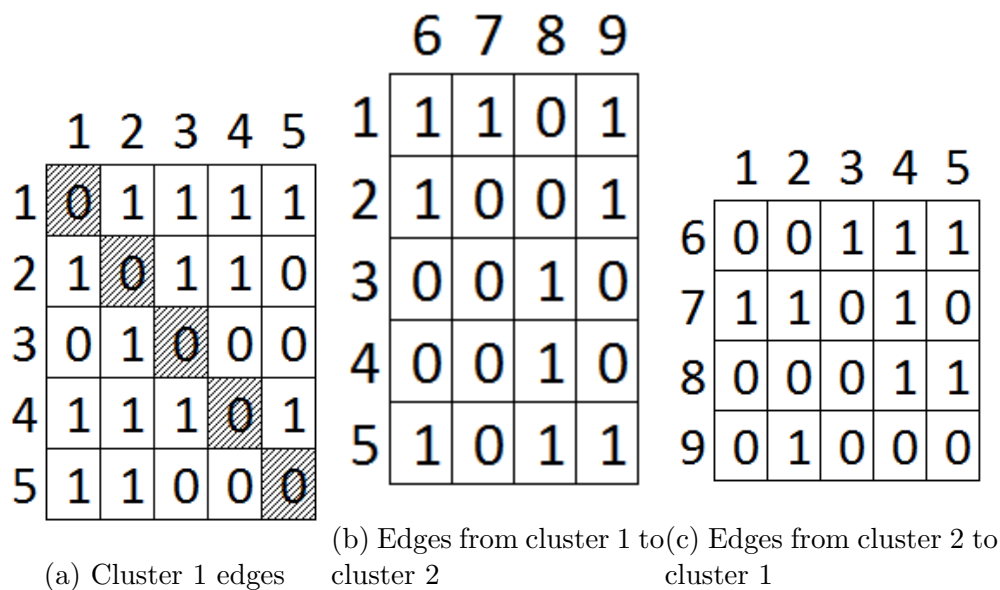 1 2 3 4 5
1 0 1 1 1 1
2 1 0 1 1 0
3 0 1 0 0 0
4 1 1 1 0 1
5 1 1 0 0 0
(a) Cluster 1 edges
6 7 8 9
1 1 1 0 1
2 1 0 0 1
3 0 0 1 0
4 0 0 1 0
5 1 0 1 1
(b) Edges from cluster 1 to
cluster 2
1 2 3 4 5
6 0 0 1 1 1
7 1 1 0 1 0
8 0 0 0 1 1
9 0 1 0 0 0
(c) Edges from cluster 2 to
cluster 1